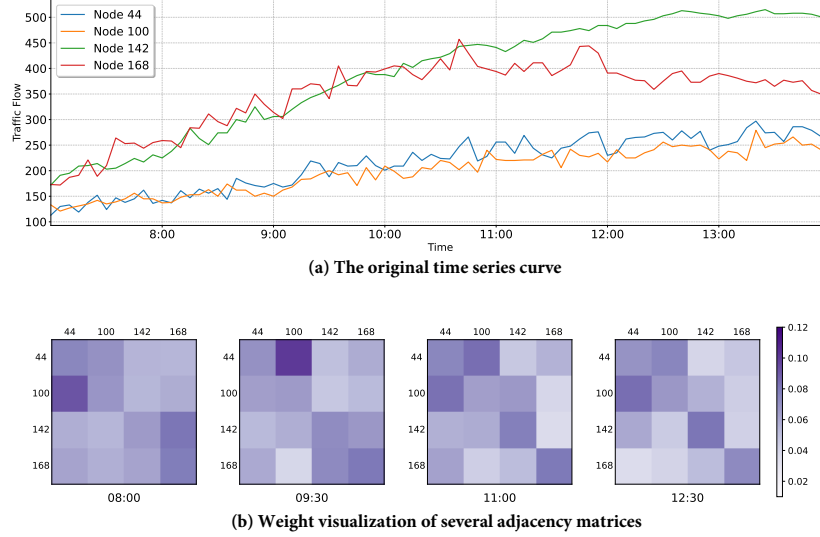 500
450
400
350
300
250
200
150
100
Traffic Flow
Node 44
Node 100
Node 142
Node 168
8:00 9:00 10:00 11:00 12:00 13:00
Time
(a) The original time series curve
44 100 142 168 44 100 142 168 44 100 142 168 44 100 142 168
44 44 44 44
100 100 100 100
142 142 142 142
168 168 168 168
08:00 09:30 11:00 12:30
0.12
0.10
0.08
0.06
0.04
0.02
(b) Weight visualization of several adjacency matrices